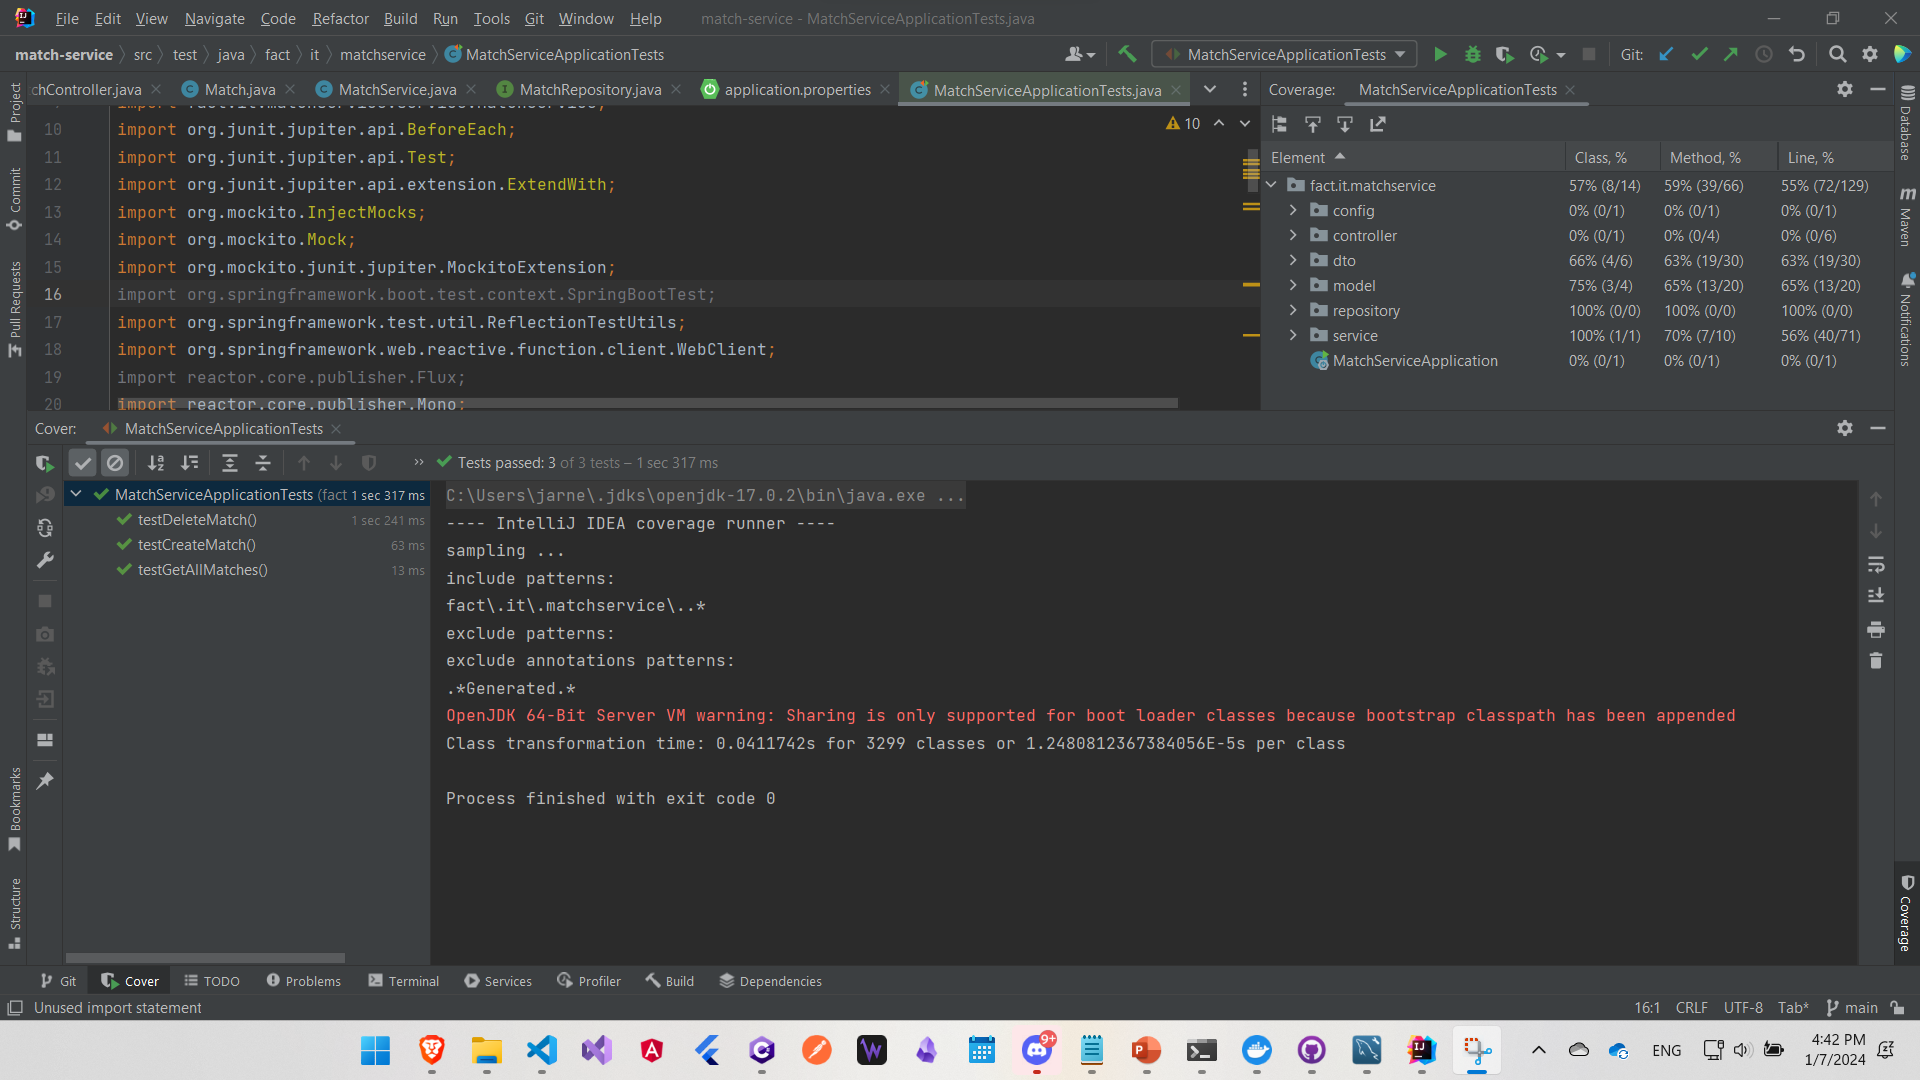 File Edit View Navigate Code Refactor Build Run Tools Git Window Help match-service - MatchServiceApplicationTests.java
match-service src test java fact it matchservice MatchServiceApplicationTests MatchServiceApplicationTests Git:
chController.java Match.java MatchService.java MatchRepository.java application.properties MatchServiceApplicationTests.java
10 import org.junit.jupiter.api.BeforeEach;
11 import org.junit.jupiter.api.Test;
12 import org.junit.jupiter.api.extension.ExtendWith;
13 import org.mockito.InjectMocks;
14 import org.mockito.Mock;
15 import org.mockito.junit.jupiter.MockitoExtension;
16 import org.springframework.boot.test.context.SpringBootTest;
17 import org.springframework.test.util.ReflectionTestUtils;
18 import org.springframework.web.reactive.function.client.WebClient;
19 import reactor.core.publisher.Flux;
20 import reactor.core.publisher.Mono;
10
Coverage: MatchServiceApplicationTests
Element Class, % Method, % Line, %
fact.it.matchservice 57% (8/14) 59% (39/66) 55% (72/129)
config 0% (0/1) 0% (0/1) 0% (0/1)
controller 0% (0/1) 0% (0/4) 0% (0/6)
dto 66% (4/6) 63% (19/30) 63% (19/30)
model 75% (3/4) 65% (13/20) 65% (13/20)
repository 100% (0/0) 100% (0/0) 100% (0/0)
service 100% (1/1) 70% (7/10) 56% (40/71)
MatchServiceApplication 0% (0/1) 0% (0/1) 0% (0/1)
Project
Commit
Pull Requests
Bookmarks
Structure
Database
m
Maven
Notifications
Coverage
Cover: MatchServiceApplicationTests
Tests passed: 3 of 3 tests – 1 sec 317 ms
MatchServiceApplicationTests (fact 1 sec 317 ms
testDeleteMatch() 1 sec 241 ms
testCreateMatch() 63 ms
testGetAllMatches() 13 ms
C:\Users\jarne\.jdks\openjdk-17.0.2\bin\java.exe ...
---- IntelliJ IDEA coverage runner ----
sampling ...
include patterns:
fact\.it\.matchservice\..*
exclude patterns:
exclude annotations patterns:
.*Generated.*
OpenJDK 64-Bit Server VM warning: Sharing is only supported for boot loader classes because bootstrap classpath has been appended
Class transformation time: 0.0411742s for 3299 classes or 1.2480812367384056E-5s per class
Process finished with exit code 0
Git Cover TODO Problems Terminal Services Profiler Build Dependencies
Unused import statement 16:1 CRLF UTF-8 Tab* main
9+
ENG
4:42 PM
1/7/2024